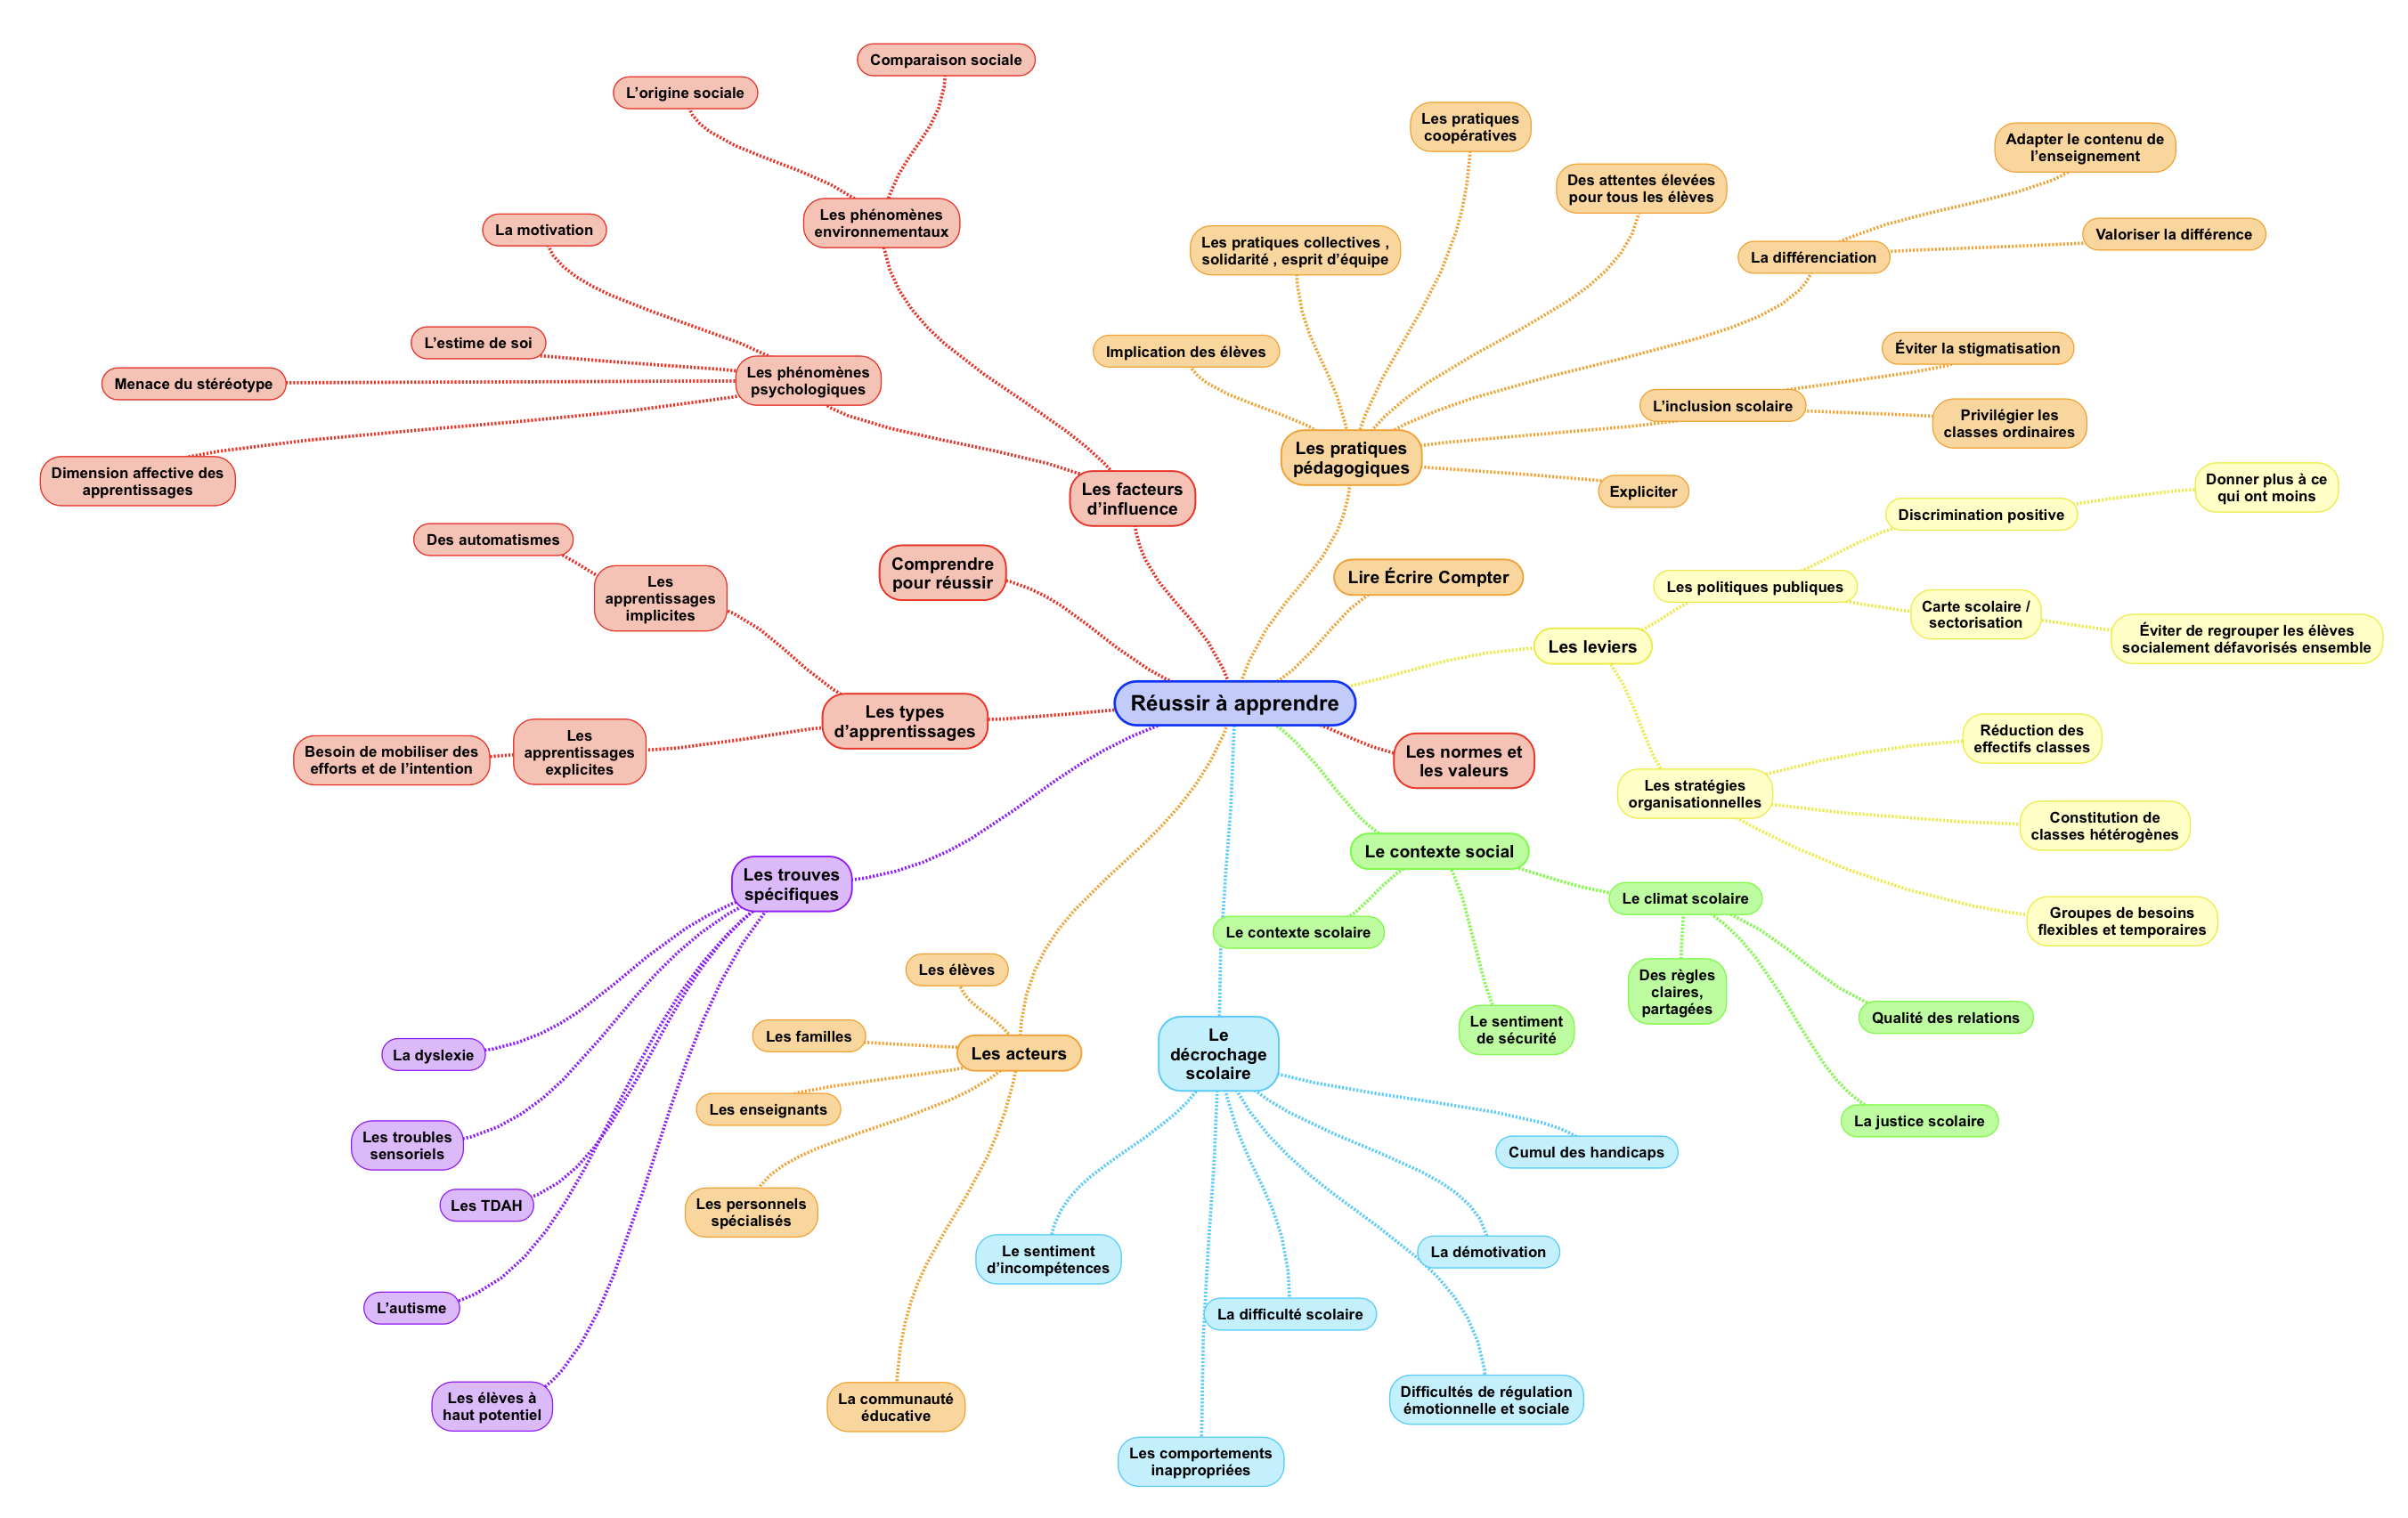 Comparaison sociale
L'origine sociale
Les phénomènes
environnementaux
La motivation
L'estime de soi
Menace du stéréotype
Les phénomènes
psychologiques
Dimension affective des
apprentissages
Les facteurs
d'influence
Des automatismes
Les
apprentissages
implicites
Comprendre
pour réussir
Les types
d'apprentissages
Les
apprentissages
explicites
Besoin de mobiliser des
efforts et de l'intention
Les pratiques
coopératives
Des attentes élevées
pour tous les élèves
Adapter le contenu de
l'enseignement
Valoriser la différence
La différenciation
Les pratiques collectives ,
solidarité , esprit d'équipe
Implication des élèves
Éviter la stigmatisation
L'inclusion scolaire
Privilégier les
classes ordinaires
Les pratiques
pédagogiques
Expliciter
Lire Écrire Compter
Donner plus à ce
qui ont moins
Discrimination positive
Les politiques publiques
Carte scolaire /
sectorisation
Éviter de regrouper les élèves
socialement défavorisés ensemble
Les leviers
Réussir à apprendre
Les normes et
les valeurs
Réduction des
effectifs classes
Les stratégies
organisationnelles
Constitution de
classes hétérogènes
Groupes de besoins
flexibles et temporaires
Le contexte social
Le climat scolaire
Le contexte scolaire
Des règles
claires,
partagées
Le sentiment
de sécurité
Qualité des relations
La justice scolaire
Les trouves
spécifiques
La dyslexie
Les troubles
sensoriels
Les TDAH
L'autisme
Les élèves à
haut potentiel
Les élèves
Les familles
Les acteurs
Les enseignants
Les personnels
spécialisés
La communauté
éducative
Le
décrochage
scolaire
Cumul des handicaps
Le sentiment
d'incompétences
La démotivation
La difficulté scolaire
Difficultés de régulation
émotionnelle et sociale
Les comportements
inappropriées